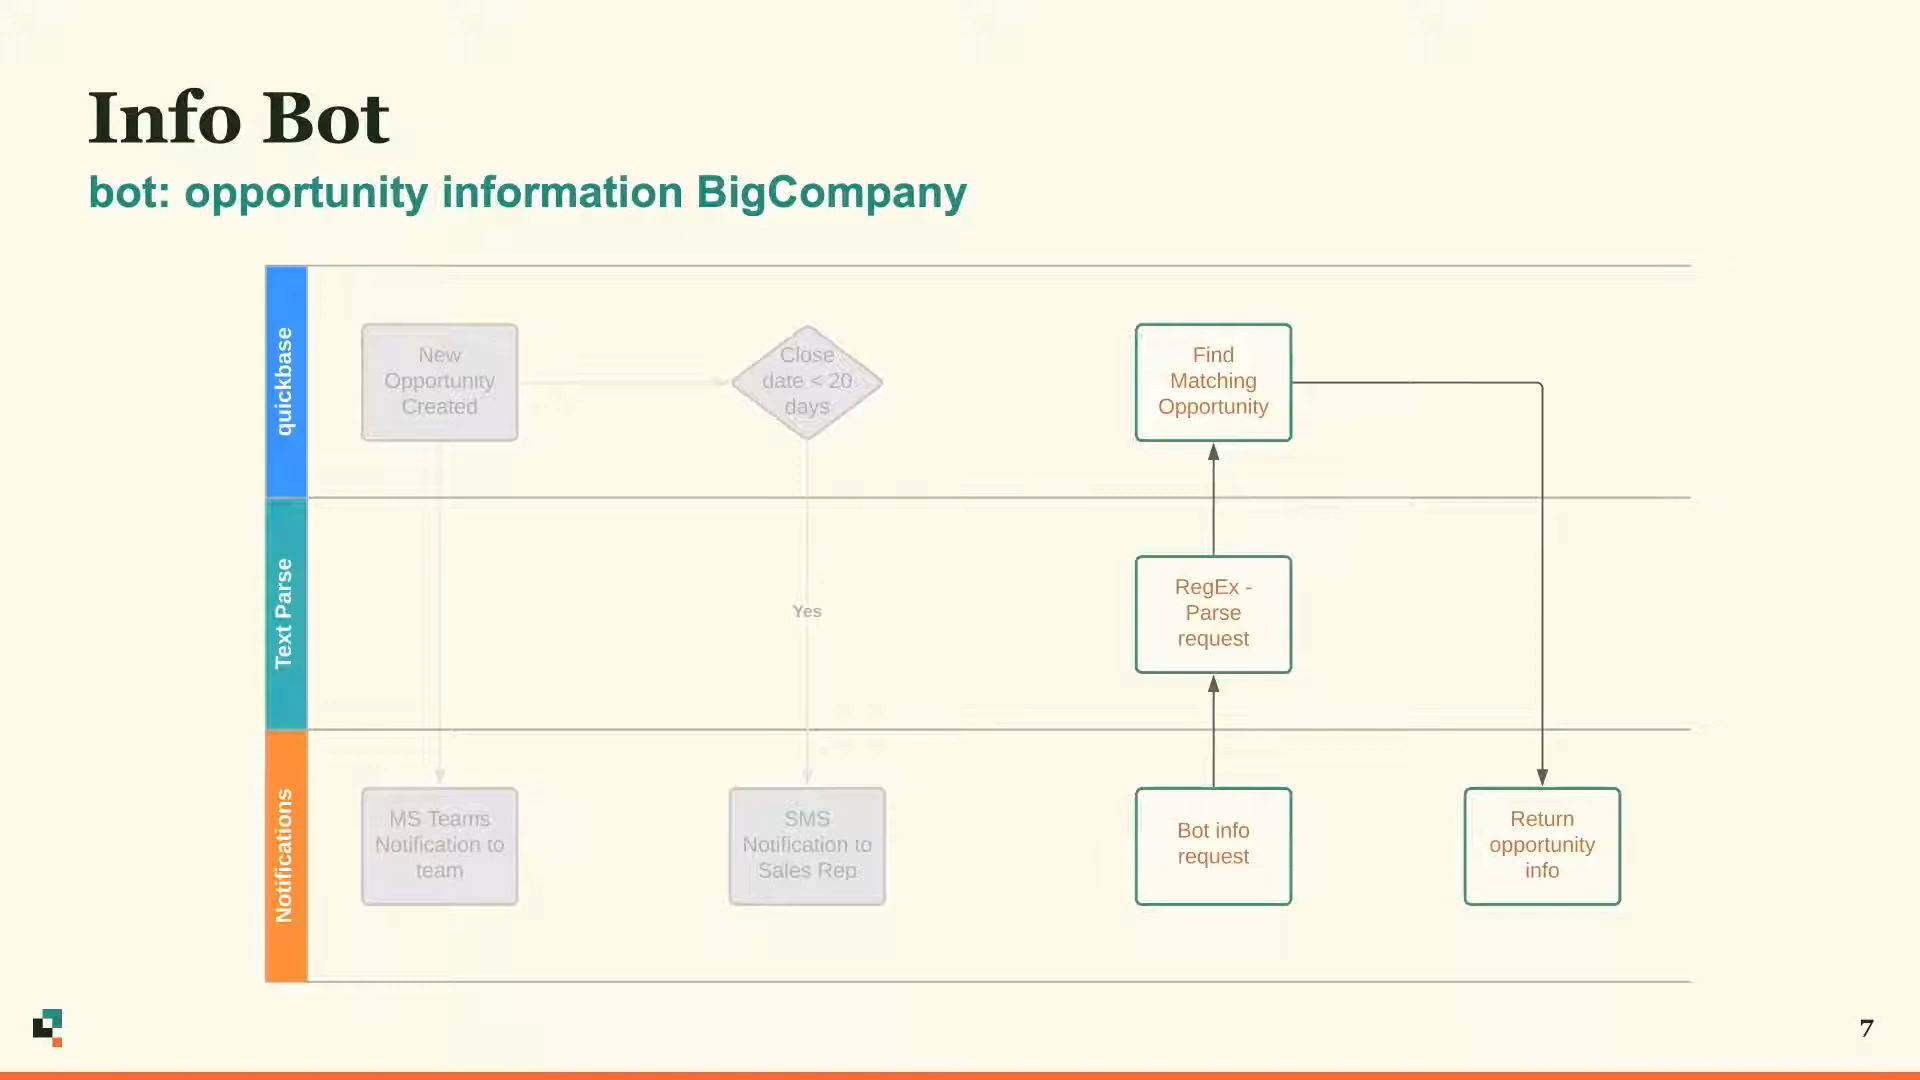 Info Bot
bot: opportunity information BigCompany
quickbase
New
Opportunity
Created
Close
date < 20
days
Find
Matching
Opportunity
Text Parse
Yes
RegEx -
Parse
request
Notifications
MS Teams
Notification to
team
SMS
Notification to
Sales Rep
Bot info
request
Return
opportunity
info
7